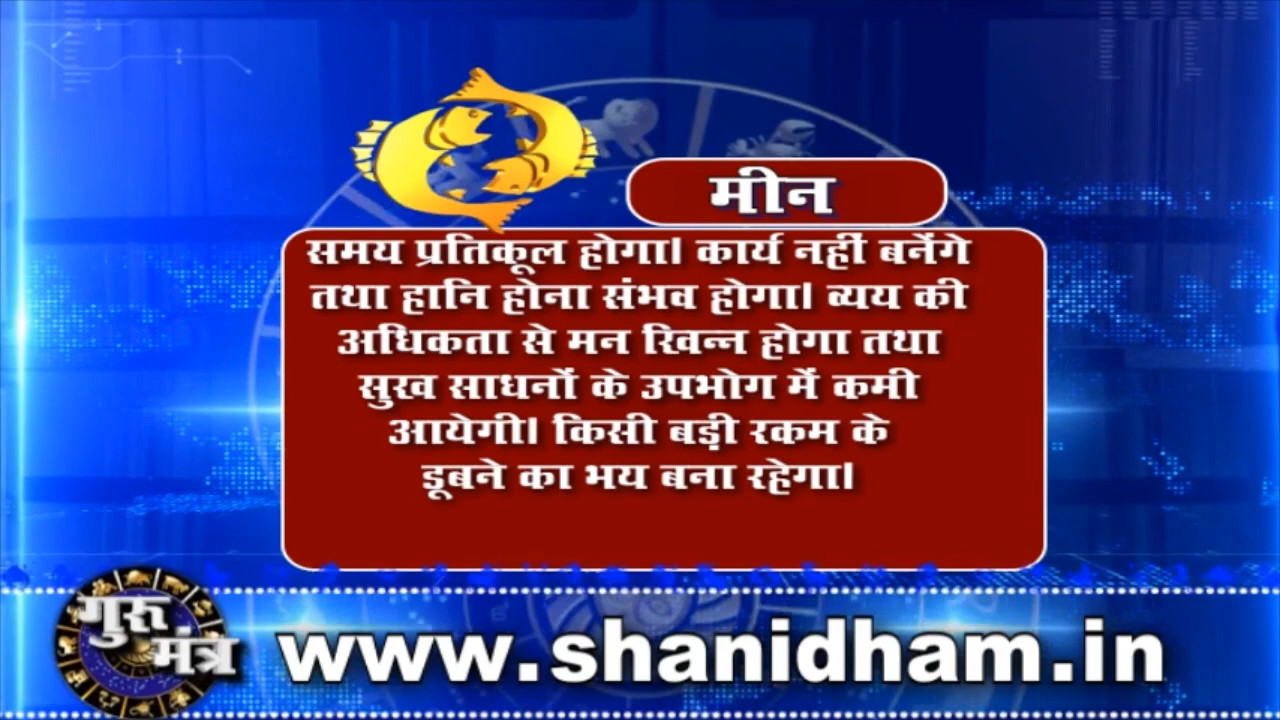 मीन
समय प्रतिकूल होगा। कार्य नहीं बनेंगे
तथा हानि होना संभव होगा। व्यय की
अधिकता से मन खिन्न होगा तथा
सुख साधनों के उपभोग में कमी
आयेगी। किसी बड़ी रकम के
डूबने का भय बना रहेगा।
गुरु
मंत्र
www.shanidham.in